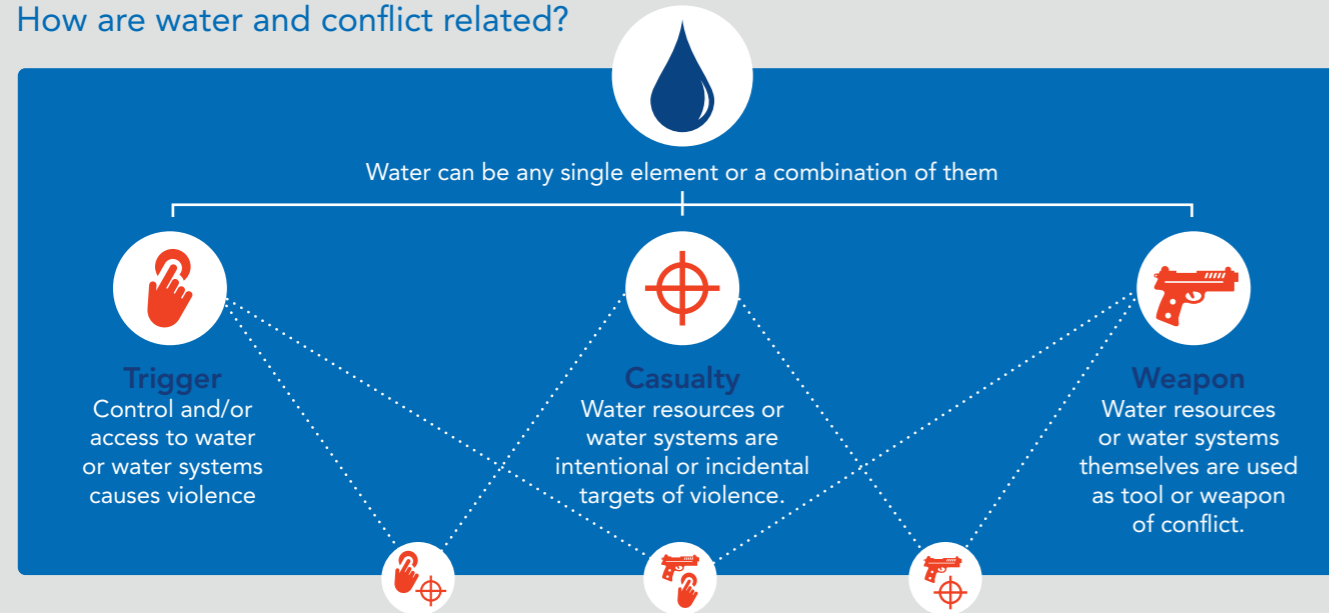 How are water and conflict related?
Water can be any single element or a combination of them
Trigger
Control and/or
access to water
or water systems
causes violence
Casualty
Water resources or
water systems are
intentional or incidental
targets of violence.
Weapon
Water resources
or water systems
themselves are used
as tool or weapon
of conflict.